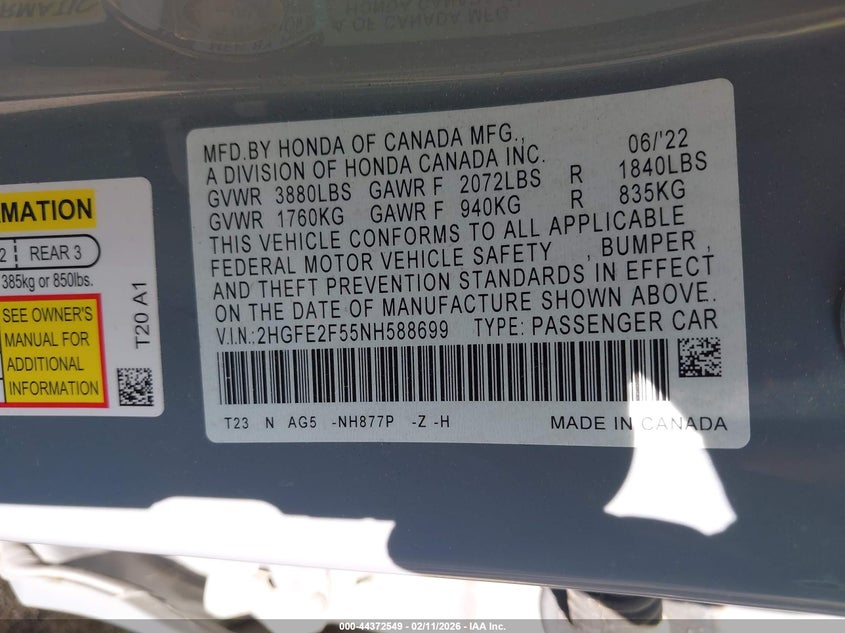 MFD.BY HONDA OF CANADA MFG., 06/'22
A DIVISION OF HONDA CANADA INC.
GVWR 3880LBS GAWR F 2072LBS R 1840LBS
GVWR 1760KG GAWR F 940KG R 835KG
THIS VEHICLE CONFORMS TO ALL APPLICABLE
FEDERAL MOTOR VEHICLE SAFETY , BUMPER ,
AND THEFT PREVENTION STANDARDS IN EFFECT
ON THE DATE OF MANUFACTURE SHOWN ABOVE.
V.I.N.:2HGFE2F55NH588699 TYPE: PASSENGER CAR
T23 N AG5 -NH877P -Z -H MADE IN CANADA
REAR 3
385kg or 850lbs.
SEE OWNER'S
MANUAL FOR
ADDITIONAL
INFORMATION
T20 A1
000-44372549 - 02/11/2026 - IAA Inc.